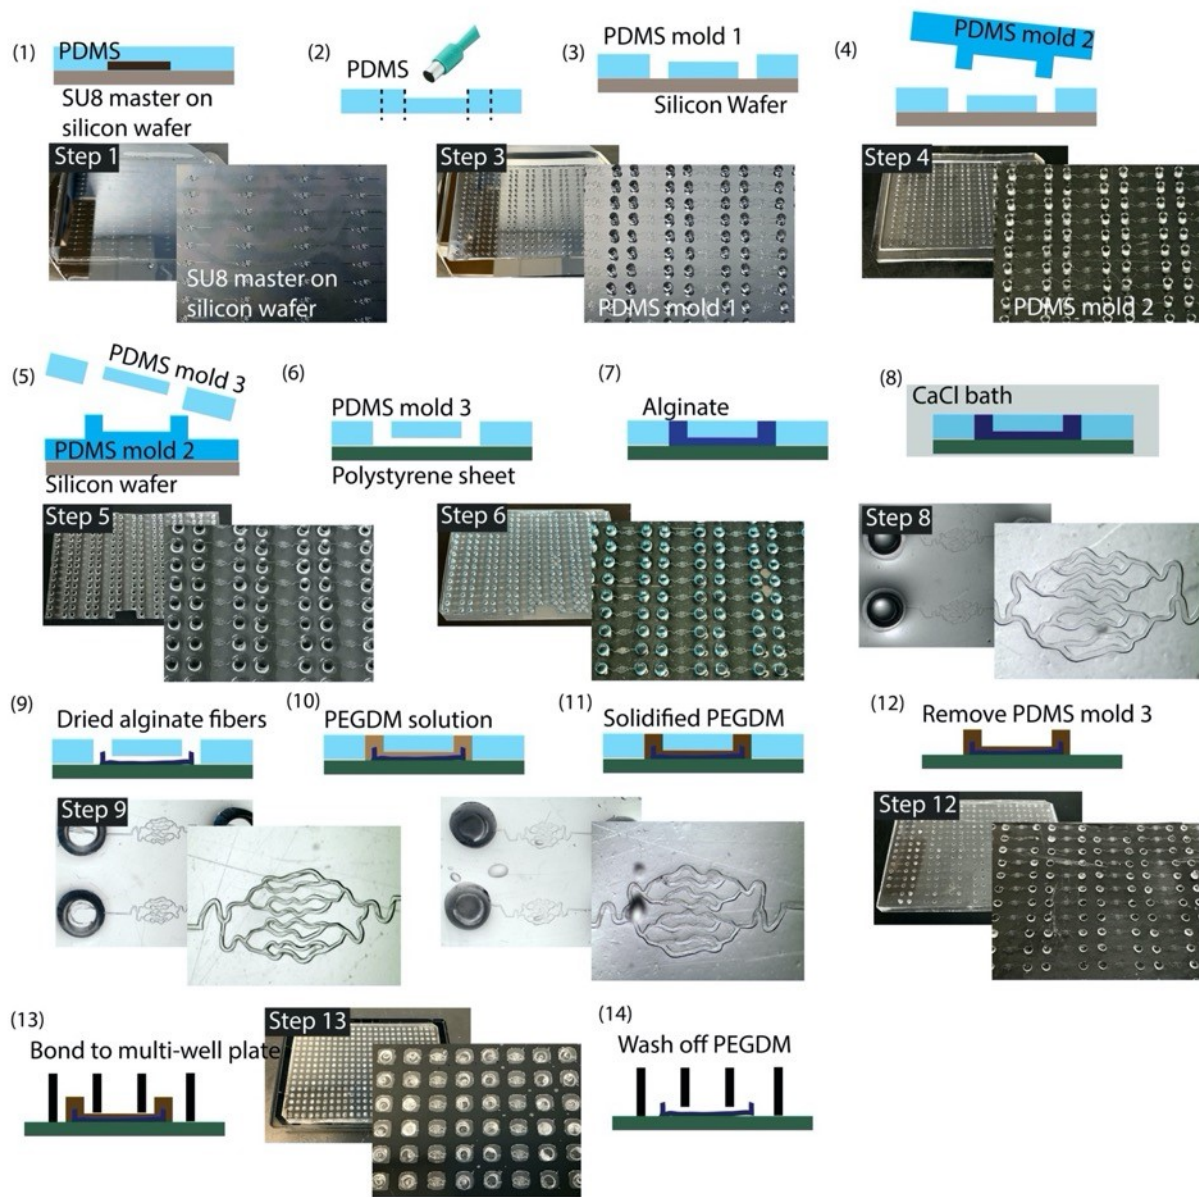 (1)
PDMS
SU8 master on
silicon wafer
Step 1
SU8 master on
silicon wafer
(2)
PDMS
(3)
PDMS mold 1
Silicon Wafer
Step 3
PDMS mold 1
(4)
PDMS mold 2
Step 4
PDMS mold 2
(5)
PDMS mold 3
PDMS mold 2
Silicon wafer
Step 5
(6)
PDMS mold 3
Polystyrene sheet
Step 6
(7)
Alginate
(8)
CaCl bath
Step 8
(9)
Dried alginate fibers
Step 9
(10)
PEGDM solution
(11)
Solidified PEGDM
(12)
Remove PDMS mold 3
Step 12
(13)
Bond to multi-well plate
Step 13
(14)
Wash off PEGDM